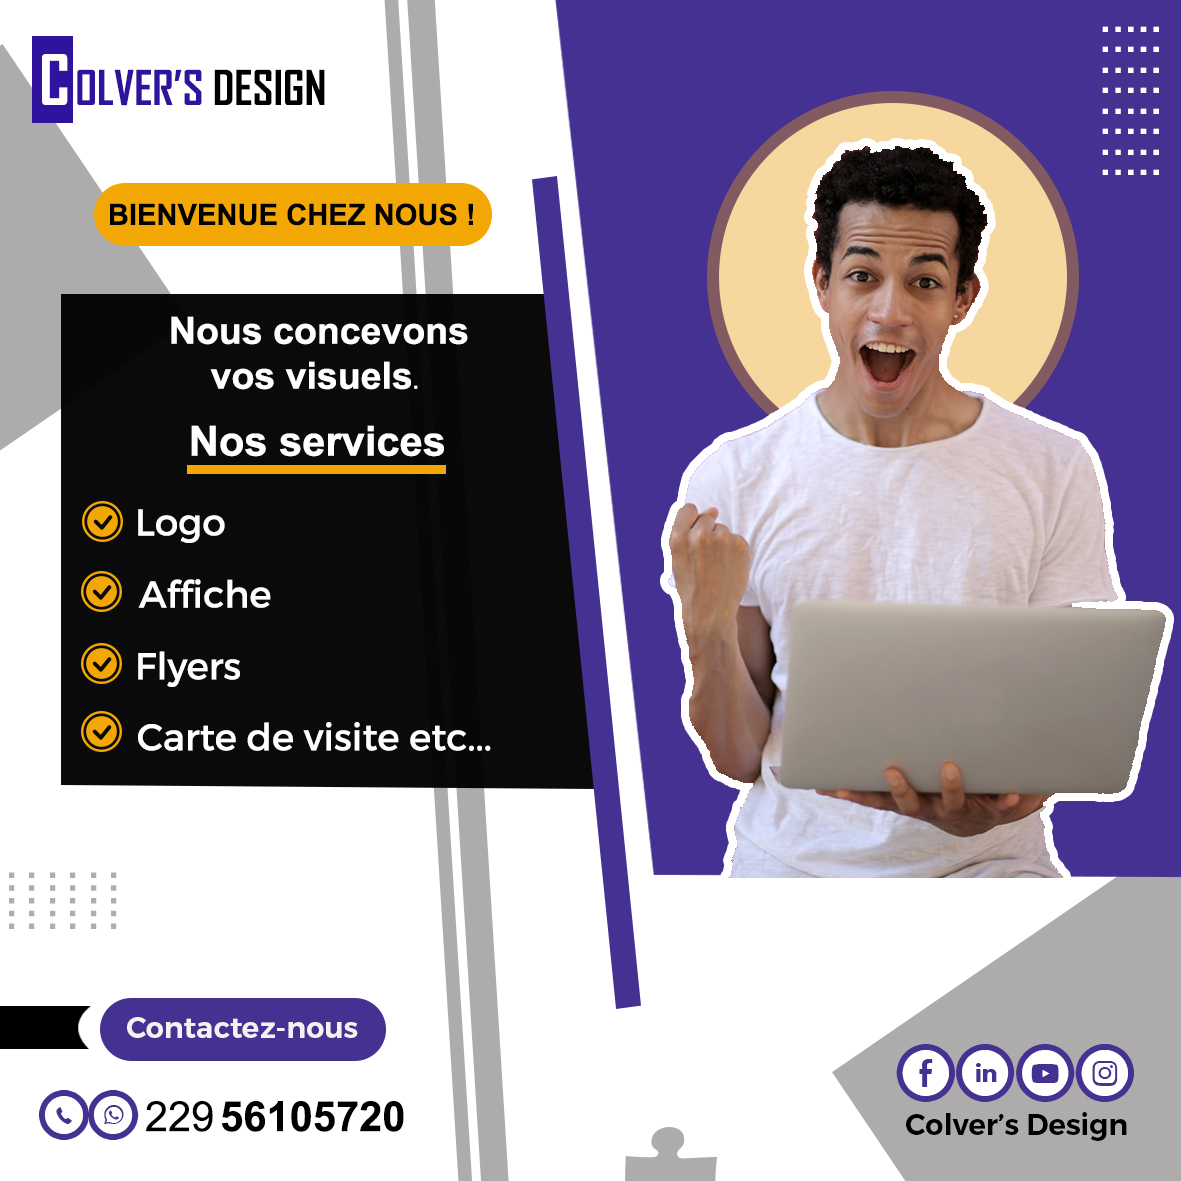 COLVER'S DESIGN
BIENVENUE CHEZ NOUS !
Nous concevons
vos visuels.
Nos services
Logo
Affiche
Flyers
Carte de visite etc...
Contactez-nous
229 56105720
Colver's Design